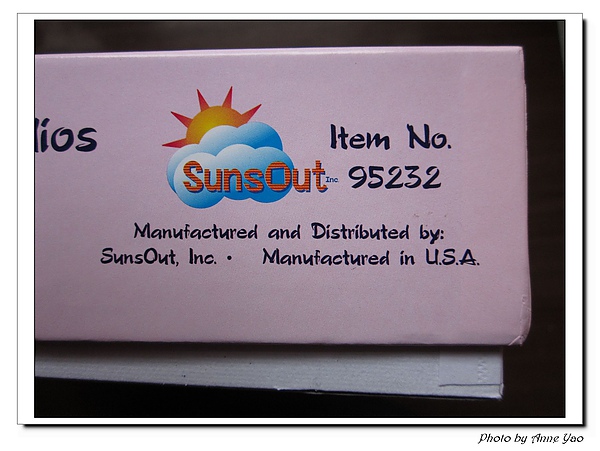 Item No.
SunsOut Inc. 95232
Manufactured and Distributed by:
SunsOut, Inc. • Manufactured in U.S.A.
Photo by Anne Yao